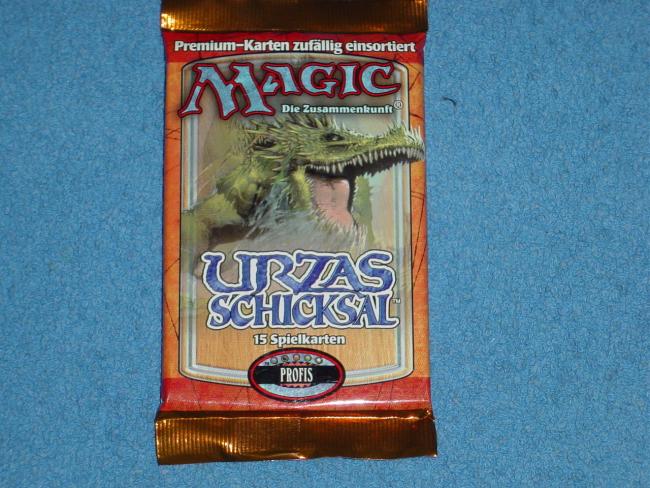 Premium-Karten zufällig einsortiert
MAGIC
Die Zusammenkunft®
URZAS
SCHICKSAL™
15 Spielkarten
PROFIS